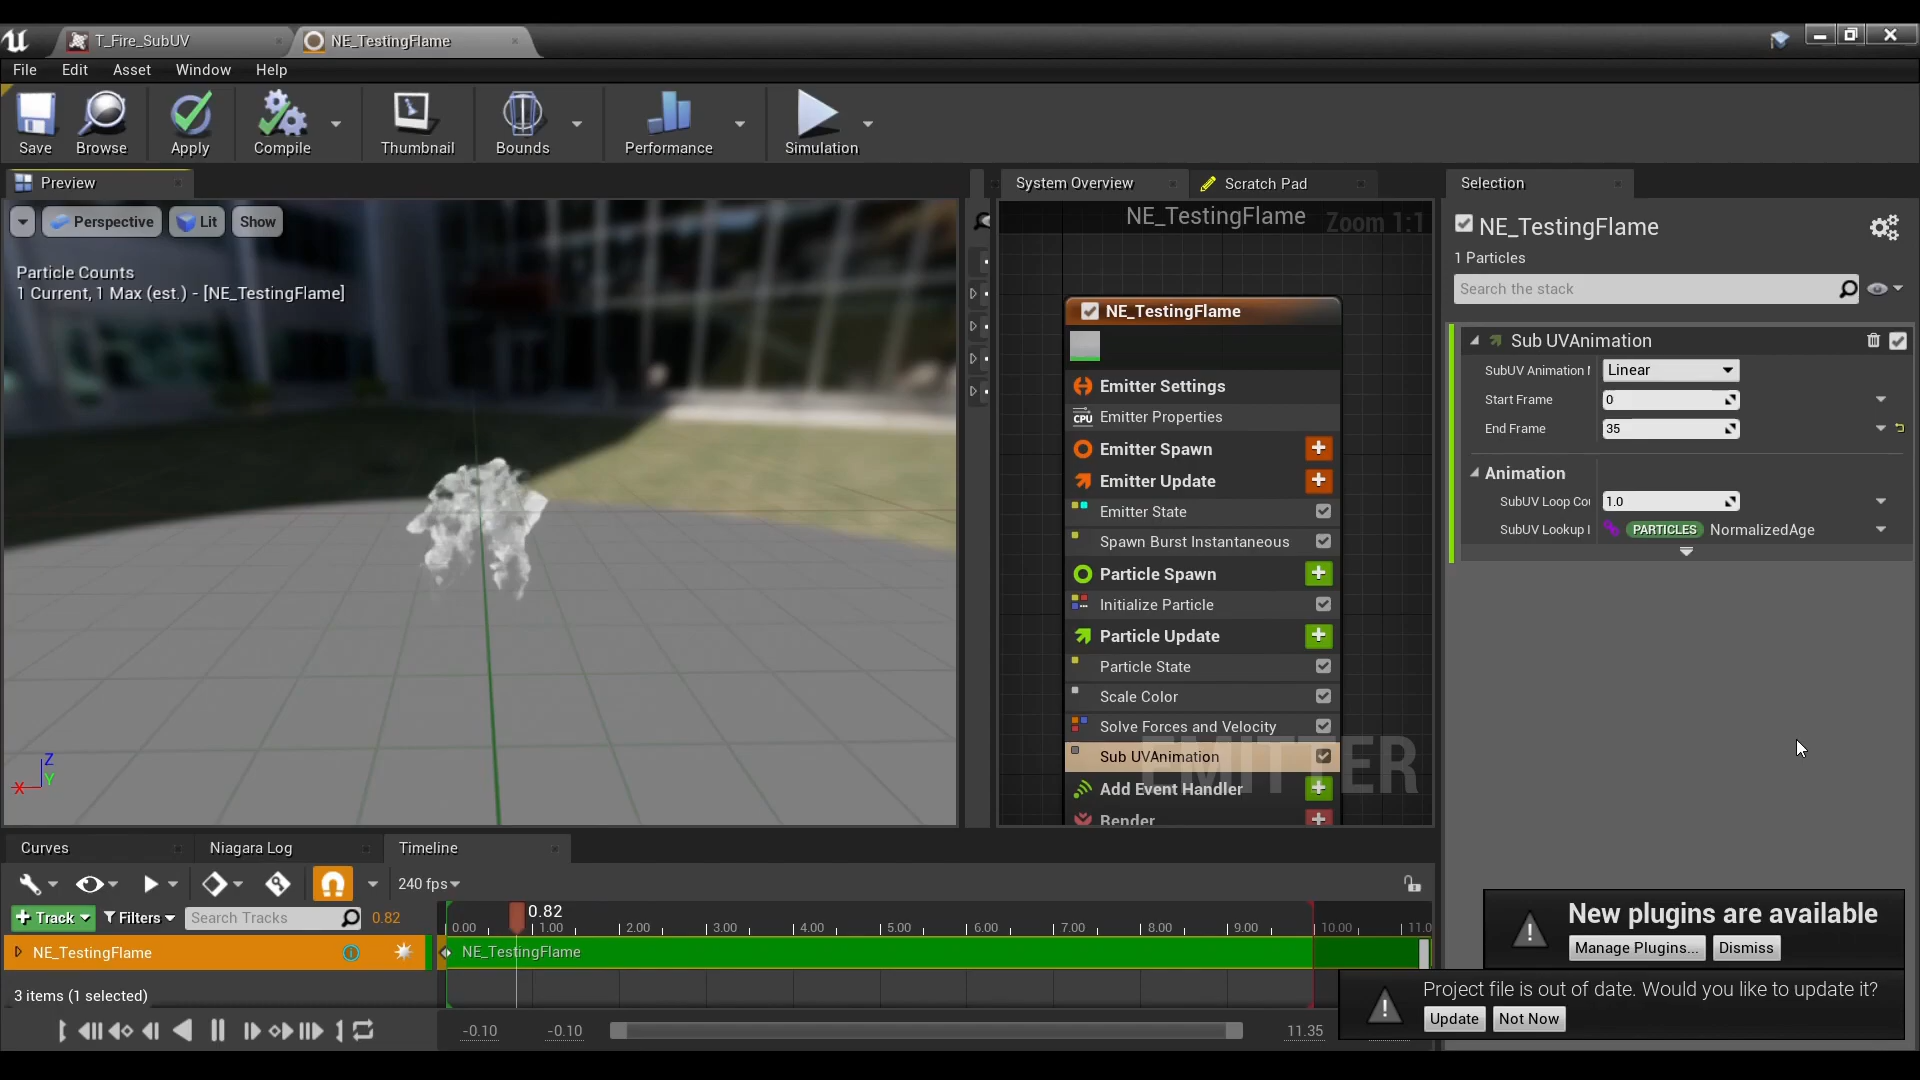 T_Fire_SubUV
NE_TestingFlame
File
Edit
Asset
Window
Help
Save
Browse
Apply
Compile
Thumbnail
Bounds
Performance
Simulation
Preview
Perspective
Lit
Show
Particle Counts
1 Current, 1 Max (est.) - [NE_TestingFlame]
Z
Y
X
System Overview
Scratch Pad
NE_TestingFlame
Zoom 1:1
NE_TestingFlame
Emitter Settings
CPU
Emitter Properties
Emitter Spawn
Emitter Update
Emitter State
Spawn Burst Instantaneous
Particle Spawn
Initialize Particle
Particle Update
Particle State
Scale Color
Solve Forces and Velocity
Sub UVAnimation
EMITTER
Add Event Handler
Render
Selection
NE_TestingFlame
1 Particles
Search the stack
Sub UVAnimation
SubUV Animation M
Linear
Start Frame
0
End Frame
35
Animation
SubUV Loop Cou
1.0
SubUV Lookup I
PARTICLES
NormalizedAge
Curves
Niagara Log
Timeline
240 fps
Track
Filters
Search Tracks
0.82
0.82
0.00
1.00
2.00
3.00
4.00
5.00
6.00
7.00
8.00
9.00
10.00
11.0
NE_TestingFlame
NE_TestingFlame
3 items (1 selected)
-0.10
-0.10
11.35
New plugins are available
Manage Plugins...
Dismiss
Project file is out of date. Would you like to update it?
Update
Not Now